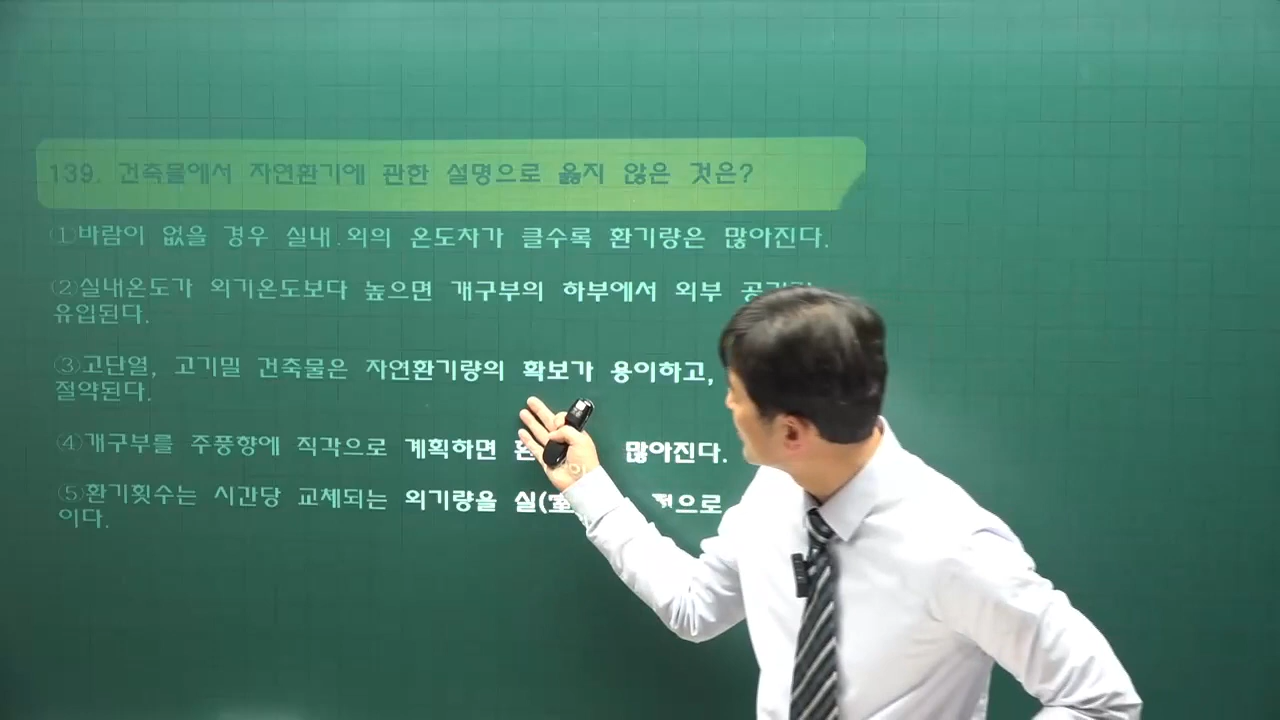 139. 건축물에서 자연환기에 관한 설명으로 옳지 않은 것은?
①바람이 없을 경우 실내.외의 온도차가 클수록 환기량은 많아진다.
②실내온도가 외기온도보다 높으면 개구부의 하부에서 외부
유입된다.
③고단열, 고기밀 건축물은 자연환기량의 확보가 용이하고,
절약된다.
④개구부를 주풍향에 직각으로 계획하면 많아진다.
⑤환기횟수는 시간당 교체되는 외기량을 실(室
이다.